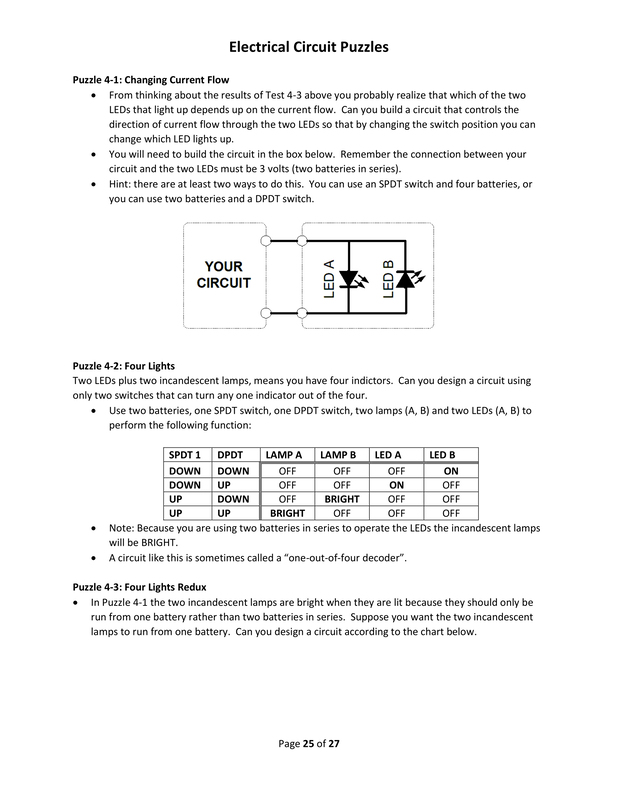 Electrical Circuit Puzzles
Puzzle 4-1: Changing Current Flow
• From thinking about the results of Test 4-3 above you probably realize that which of the two
LEDs that light up depends up on the current flow. Can you build a circuit that controls the
direction of current flow through the two LEDs so that by changing the switch position you can
change which LED lights up.
• You will need to build the circuit in the box below. Remember the connection between your
circuit and the two LEDs must be 3 volts (two batteries in series).
• Hint: there are at least two ways to do this. You can use an SPDT switch and four batteries, or
you can use two batteries and a DPDT switch.
YOUR
CIRCUIT
LED A
LED B
Puzzle 4-2: Four Lights
Two LEDs plus two incandescent lamps, means you have four indictors. Can you design a circuit using
only two switches that can turn any one indicator out of the four.
• Use two batteries, one SPDT switch, one DPDT switch, two lamps (A, B) and two LEDs (A, B) to
perform the following function:
SPDT 1 DPDT LAMP A LAMP B LED A LED B
DOWN DOWN OFF OFF OFF ON
DOWN UP OFF OFF ON OFF
UP DOWN OFF BRIGHT OFF OFF
UP UP BRIGHT OFF OFF OFF
• Note: Because you are using two batteries in series to operate the LEDs the incandescent lamps
will be BRIGHT.
• A circuit like this is sometimes called a “one-out-of-four decoder”.
Puzzle 4-3: Four Lights Redux
• In Puzzle 4-1 the two incandescent lamps are bright when they are lit because they should only be
run from one battery rather than two batteries in series. Suppose you want the two incandescent
lamps to run from one battery. Can you design a circuit according to the chart below.
Page 25 of 27